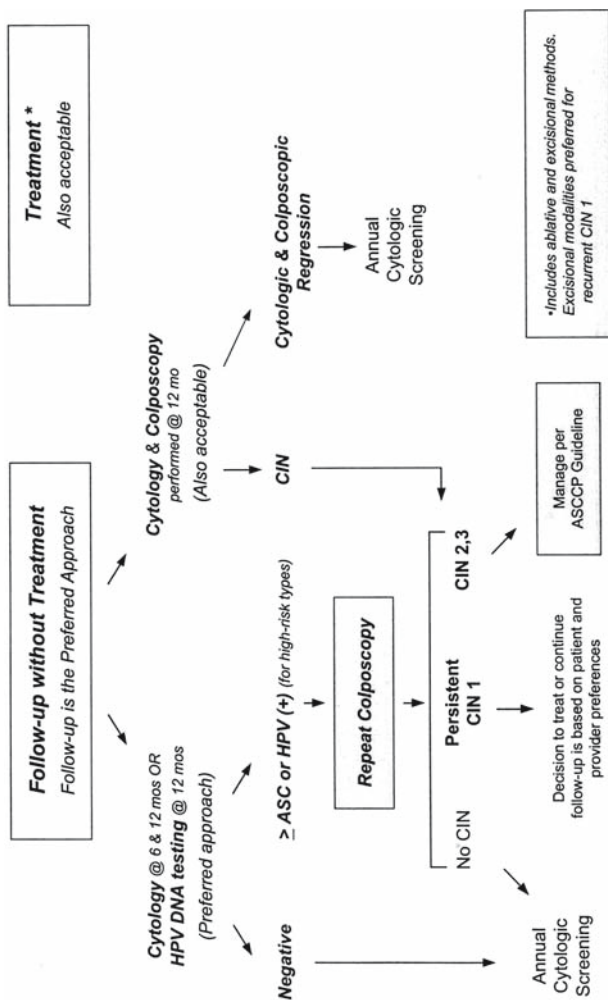 Follow-up without Treatment
Follow-up is the Preferred Approach
Treatment *
Also acceptable
Cytology @ 6 & 12 mos OR
HPV DNA testing @ 12 mos
(Preferred approach)
Cytology & Colposcopy
performed @ 12 mo
(Also acceptable)
Negative
≥ ASC or HPV (+) (for high-risk types)
CIN
Cytologic & Colposcopic
Regression
Repeat Colposcopy
Annual
Cytologic
Screening
No CIN
Persistent
CIN 1
CIN 2,3
Annual
Cytologic
Screening
Decision to treat or continue
follow-up is based on patient and
provider preferences
Manage per
ASCCP Guideline
•Includes ablative and excisional methods.
Excisional modalities preferred for
recurrent CIN 1